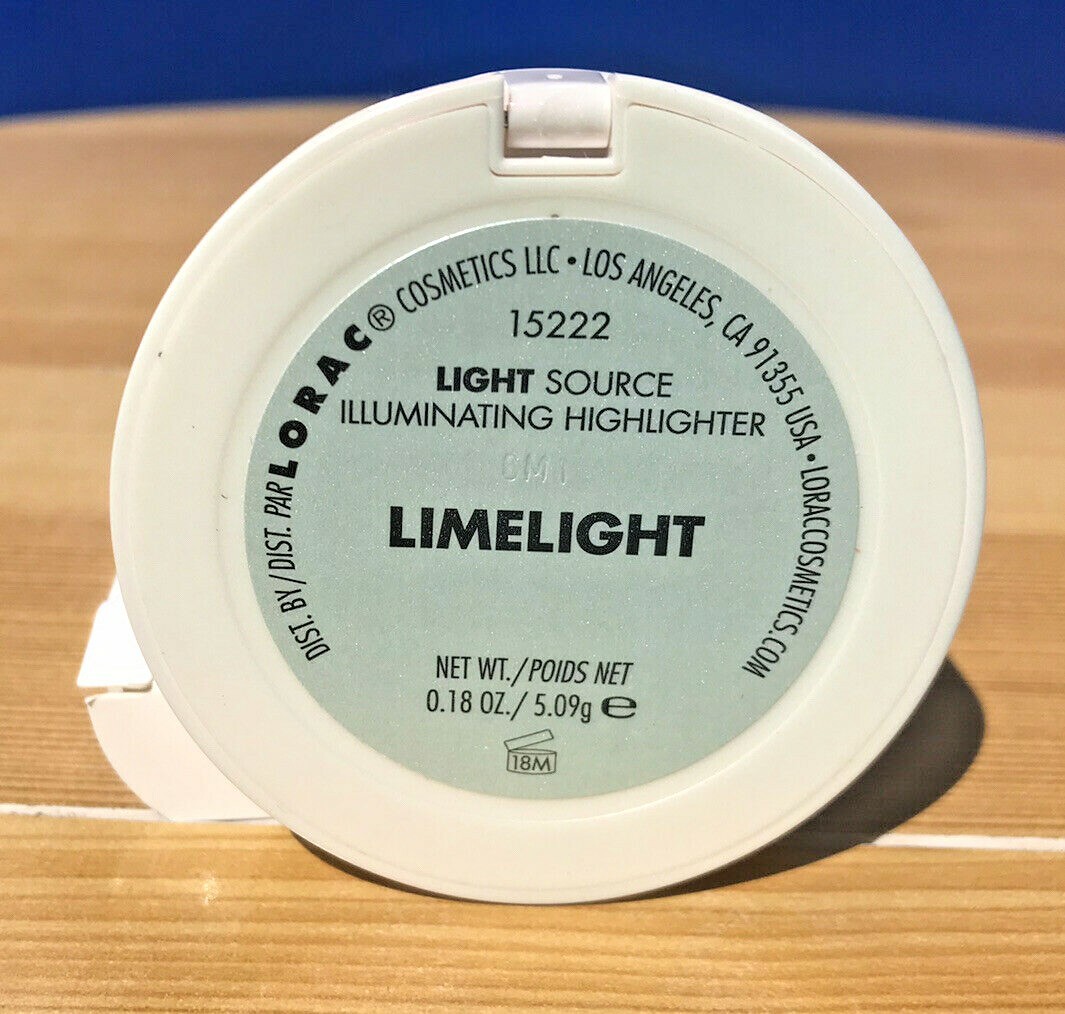 DIST. BY/DIST. PAR LORAC® COSMETICS LLC • LOS ANGELES, CA 91355 USA • LORACCOSMETICS.COM
15222
LIGHT SOURCE
ILLUMINATING HIGHLIGHTER
LIMELIGHT
NET WT./POIDS NET
0.18 OZ./ 5.09g ℮
18M